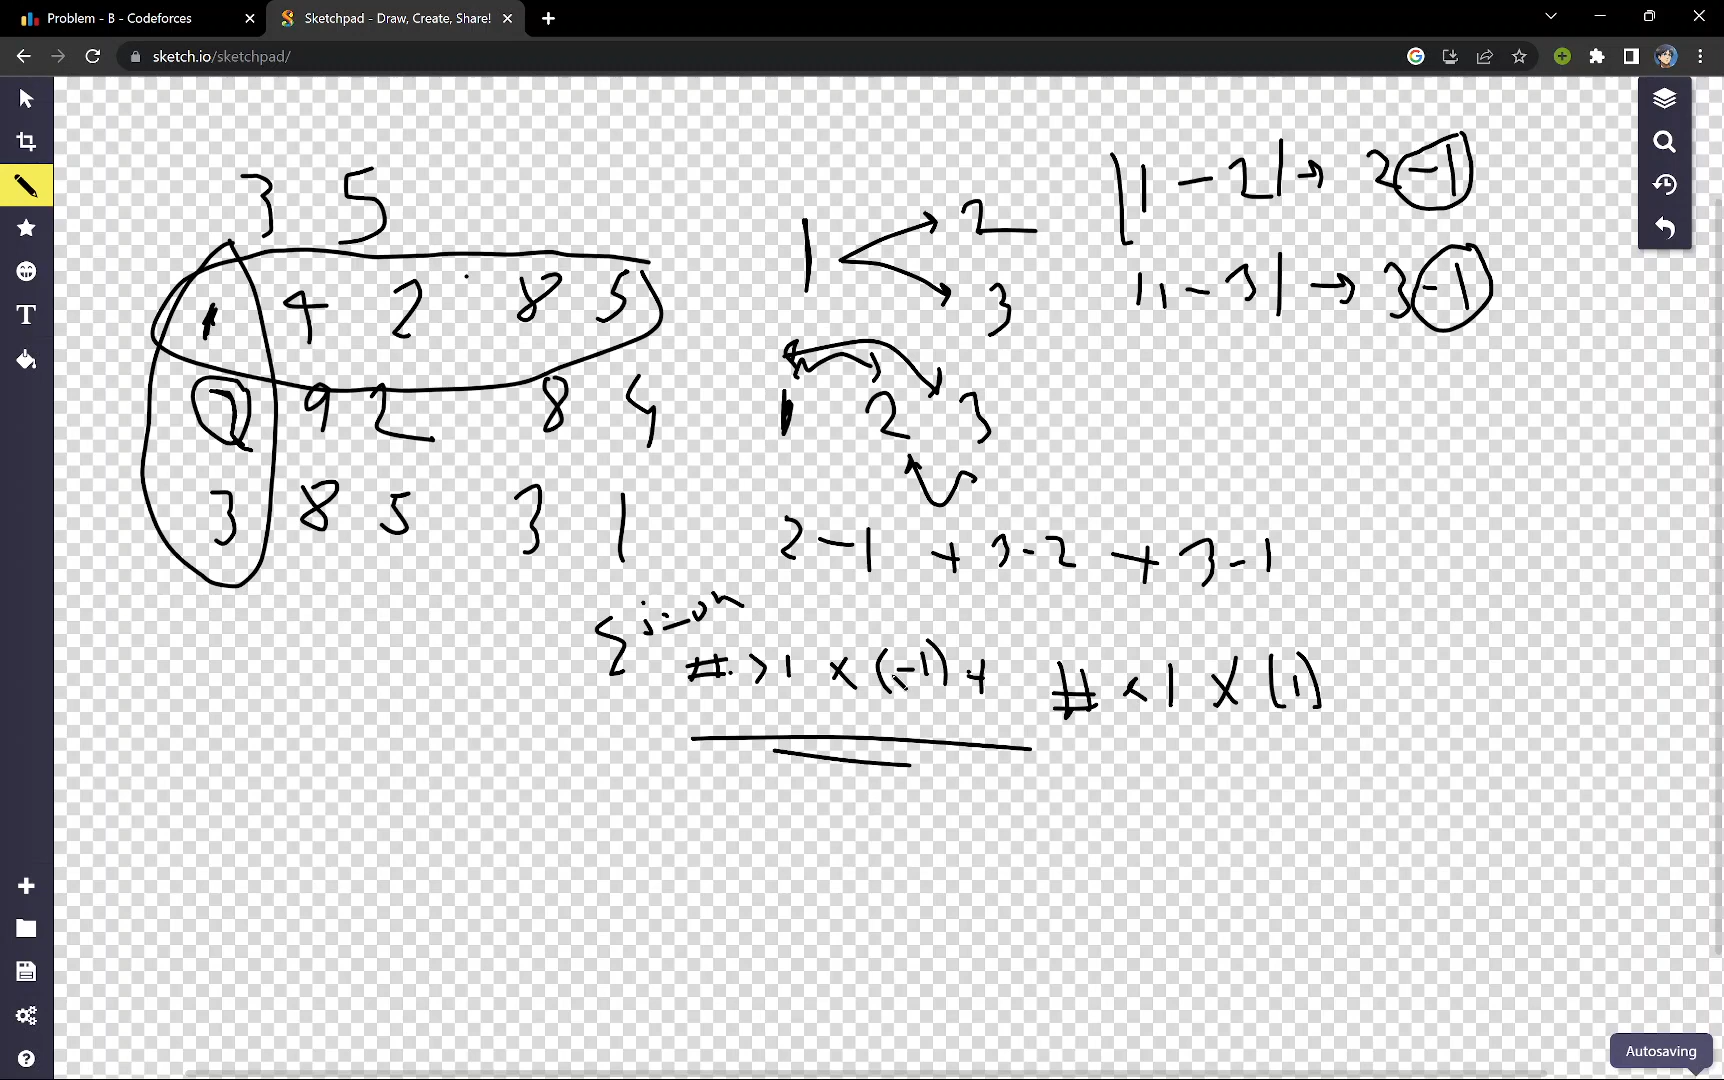 Problem - B - Codeforces
Sketchpad - Draw, Create, Share!
sketch.io/sketchpad/
3 5
1 4 2 8 5
2 9 2 8 4
3 8 5 3 1
1 2
3
|1 - 2| → 2 - 1
|1 - 3| → 3 - 1
1 2 3
2 - 1 + 3 - 2 + 3 - 1
# > 1 x (-1) +
# < 1 x (1)
T
Autosaving